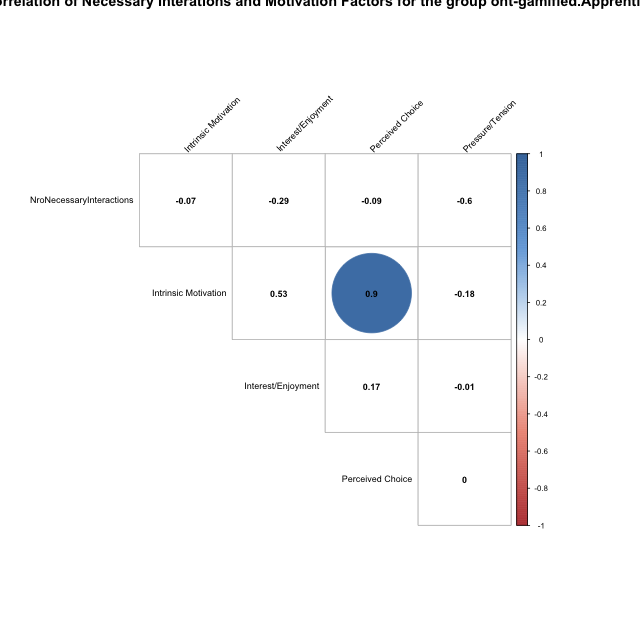 orrelation of Necessary Interations and Motivation Factors for the group ont-gamified.Apprenti
Intrinsic Motivation
Interest/Enjoyment
Perceived Choice
Pressure/Tension
NroNecessaryInteractions -0.07 -0.29 -0.09 -0.6
Intrinsic Motivation 0.53 0.9 -0.18
Interest/Enjoyment 0.17 -0.01
Perceived Choice 0
1
0.8
0.6
0.4
0.2
0
-0.2
-0.4
-0.6
-0.8
-1